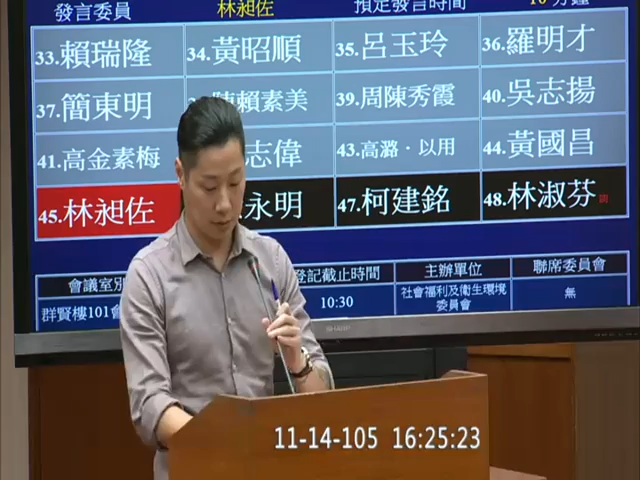 發言委員 林昶佐 預定發言時間 10 分鐘
33.賴瑞隆 34.黃昭順 35.呂玉玲 36.羅明才
37.簡東明 陳賴素美 39.周陳秀霞 40.吳志揚
41.高金素梅 志偉 43.高潞．以用 44.黃國昌
45.林昶佐 永明 47.柯建銘 48.林淑芬
會議室別 登記截止時間 主辦單位 聯席委員會
群賢樓101會 10:30 社會福利及衛生環境 無
委員會
SHARP
11-14-105 16:25:23